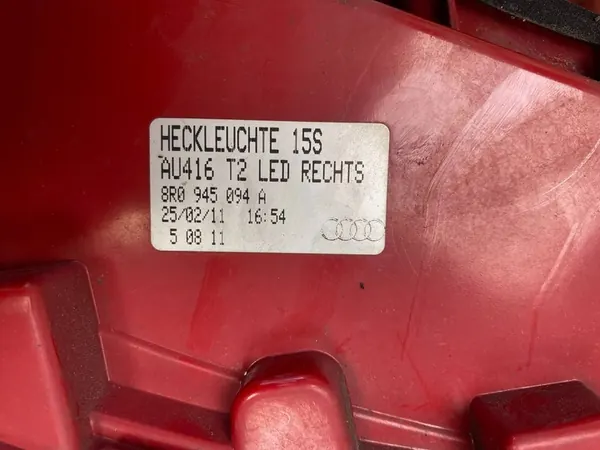 HECKLEUCHTE 15S
AU416 T2 LED RECHTS
8R0 945 094 A
25/02/11 16:54
5 08 11